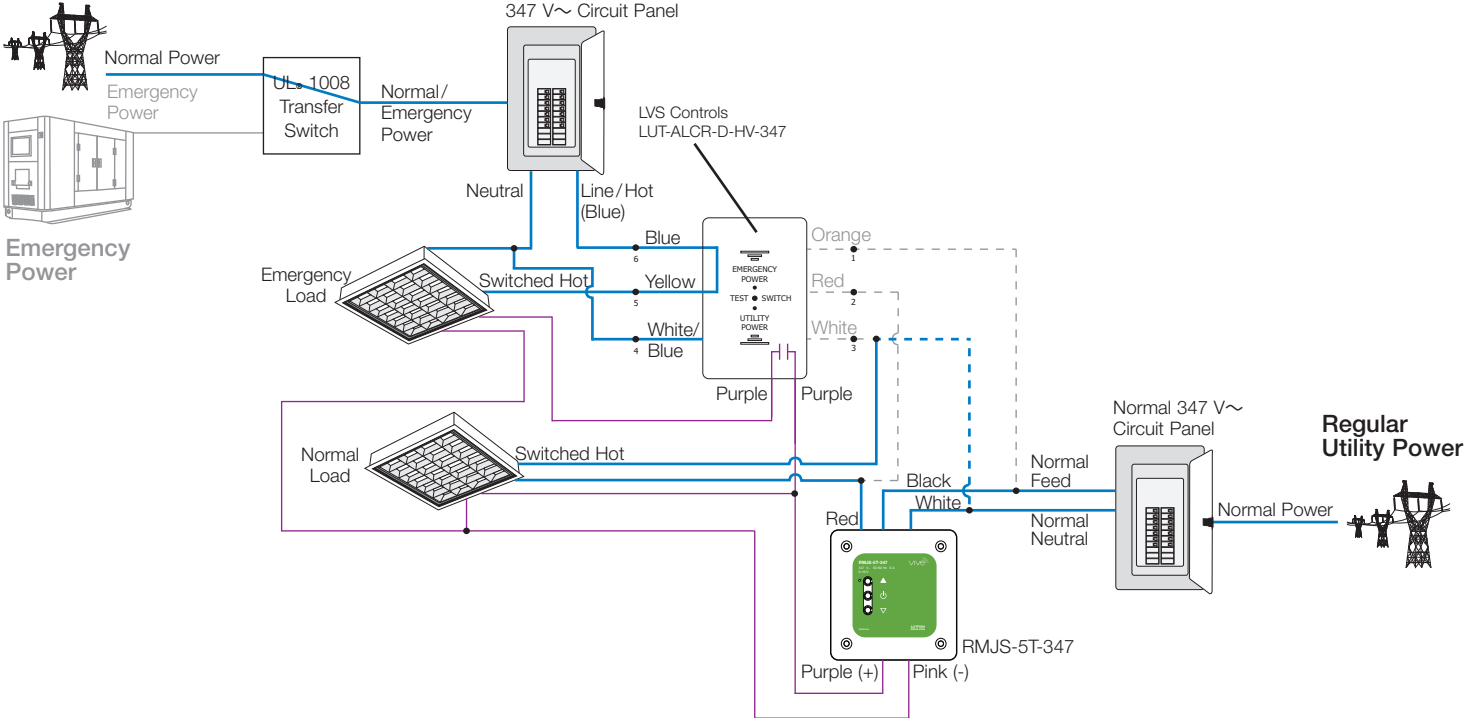 347 V～ Circuit Panel
Normal Power
Emergency
Power
UL® 1008
Transfer
Switch
Normal/
Emergency
Power
LVS Controls
LUT-ALCR-D-HV-347
Neutral
Line/Hot
(Blue)
Emergency
Power
Emergency
Load
Switched Hot
Blue
6
Yellow
5
White/
Blue
4
EMERGENCY
POWER
TEST SWITCH
UTILITY
POWER
Orange
1
Red
2
White
3
Purple
Purple
Normal
Load
Switched Hot
Normal 347 V～
Circuit Panel
Regular
Utility Power
Black
White
Red
Normal
Feed
Normal
Neutral
Normal Power
RMJS-5T-347
vive
RMJS-5T-347
Purple (+)
Pink (-)